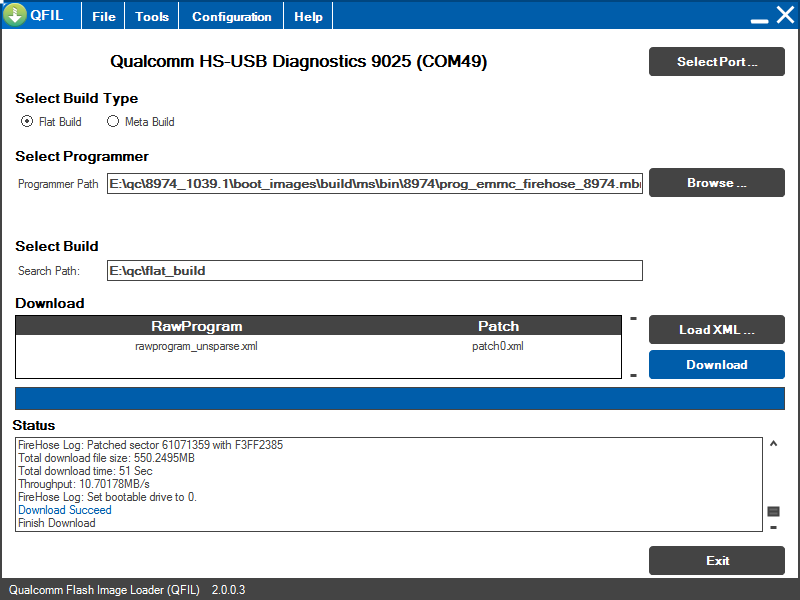 QFIL File Tools Configuration Help
Qualcomm HS-USB Diagnostics 9025 (COM49)
Select Port ...
Select Build Type
Flat Build Meta Build
Select Programmer
Programmer Path E:\qc\8974_1039.1\boot_images\build\ms\bin\8974\prog_emmc_firehose_8974.mb
Browse ...
Select Build
Search Path: E:\qc\flat_build
Download
RawProgram Patch
rawprogram_unsparse.xml patch0.xml
Load XML ...
Download
Status
FireHose Log: Patched sector 61071359 with F3FF2385
Total download file size: 550.2495MB
Total download time: 51 Sec
Throughput: 10.70178MB/s
FireHose Log: Set bootable drive to 0.
Download Succeed
Finish Download
Exit
Qualcomm Flash Image Loader (QFIL) 2.0.0.3